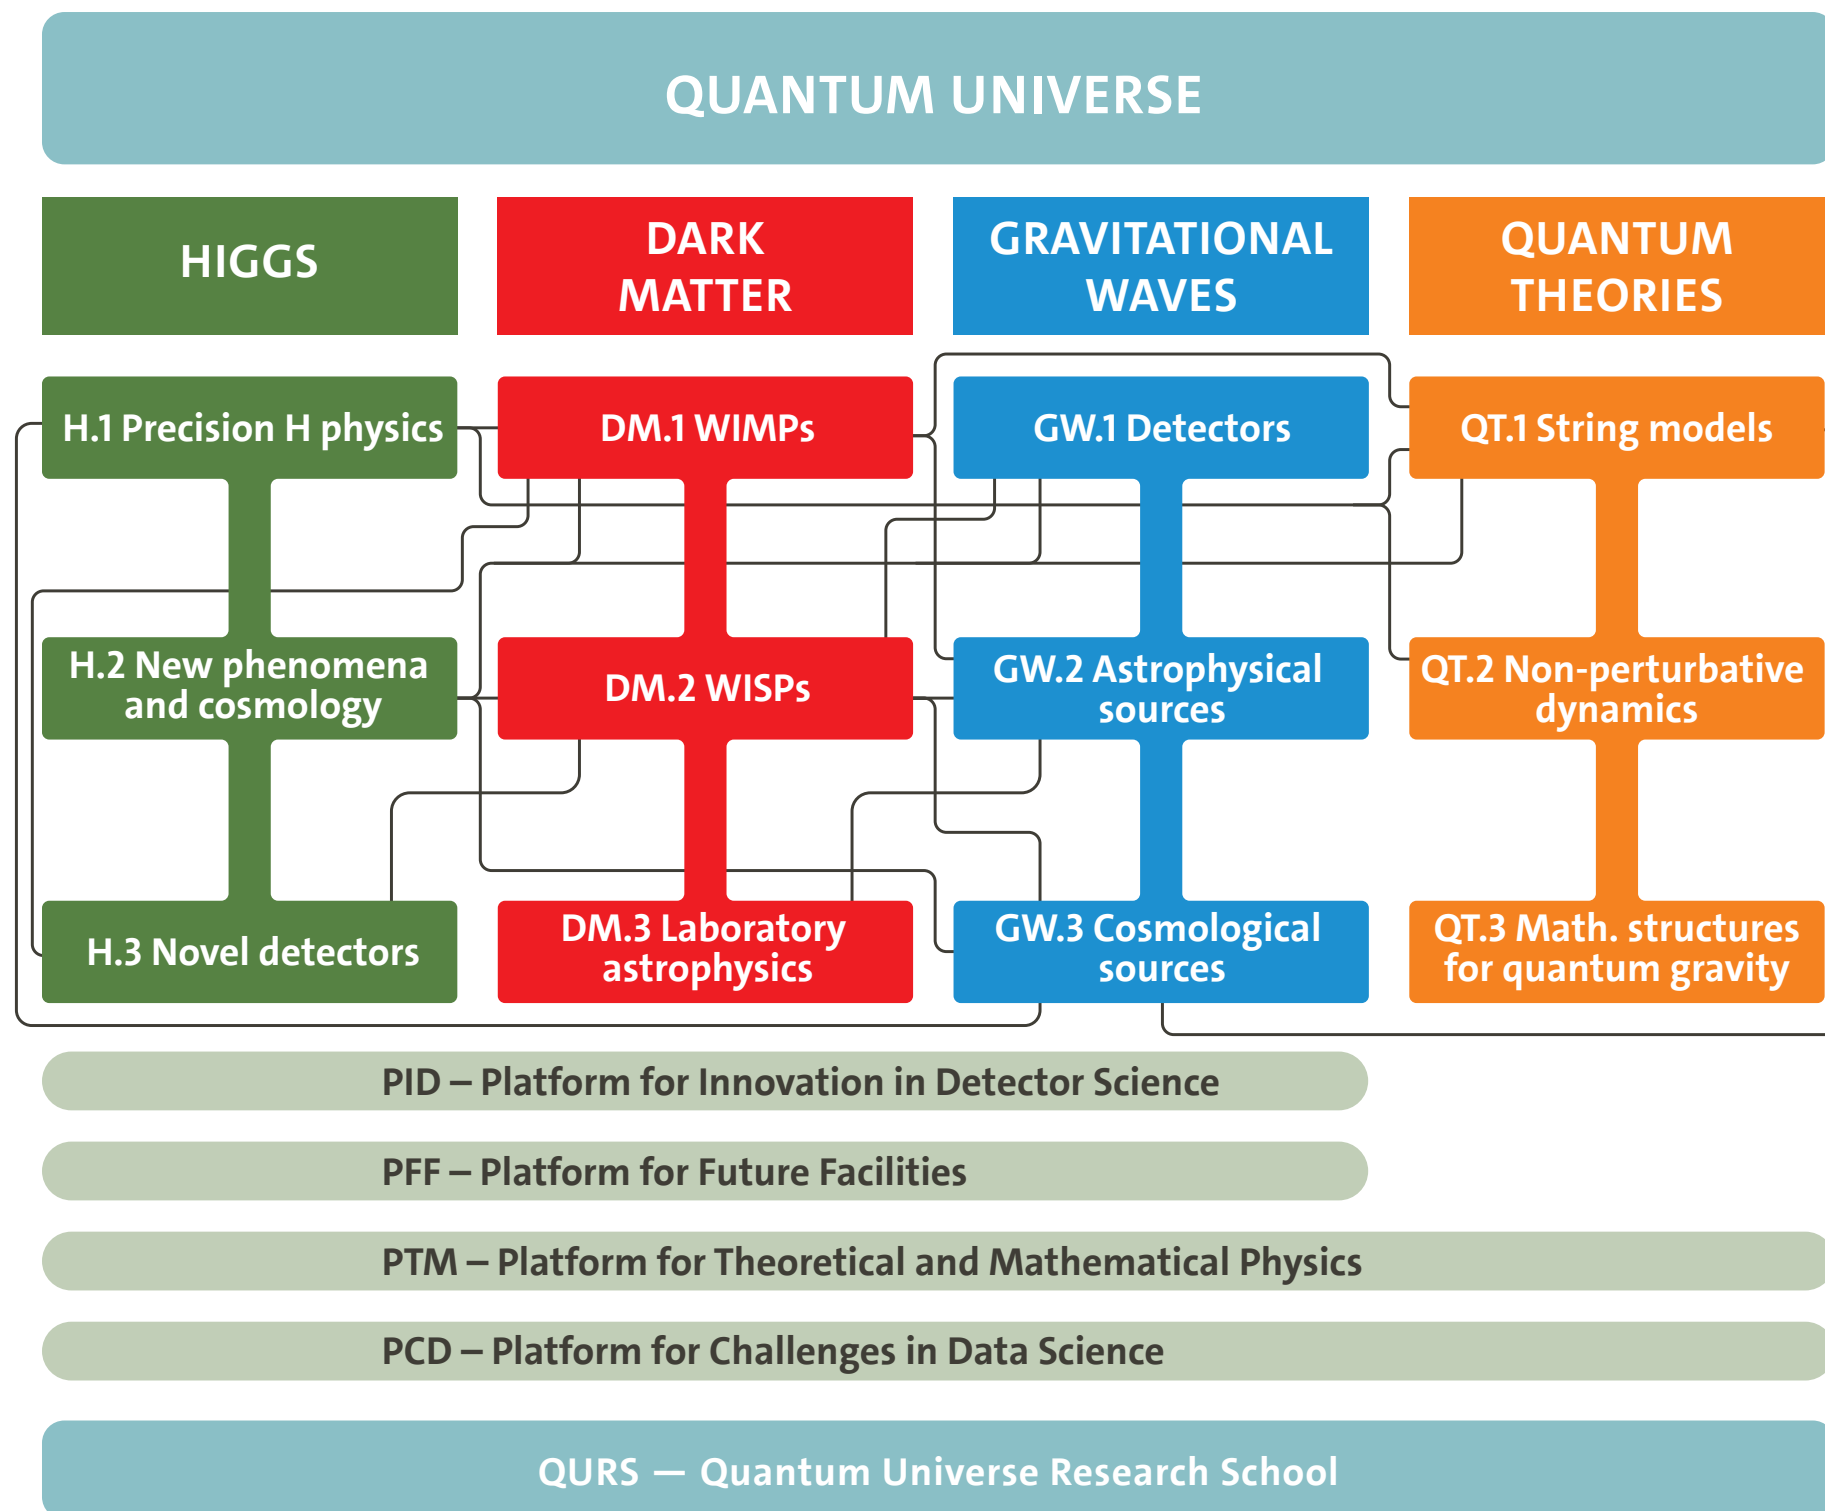 QUANTUM UNIVERSE
HIGGS
DARK
MATTER
GRAVITATIONAL
WAVES
QUANTUM
THEORIES
H.1 Precision H physics
DM.1 WIMPs
GW.1 Detectors
QT.1 String models
H.2 New phenomena
and cosmology
DM.2 WISPs
GW.2 Astrophysical
sources
QT.2 Non-perturbative
dynamics
H.3 Novel detectors
DM.3 Laboratory
astrophysics
GW.3 Cosmological
sources
QT.3 Math. structures
for quantum gravity
PID – Platform for Innovation in Detector Science
PFF – Platform for Future Facilities
PTM – Platform for Theoretical and Mathematical Physics
PCD – Platform for Challenges in Data Science
QURS — Quantum Universe Research School